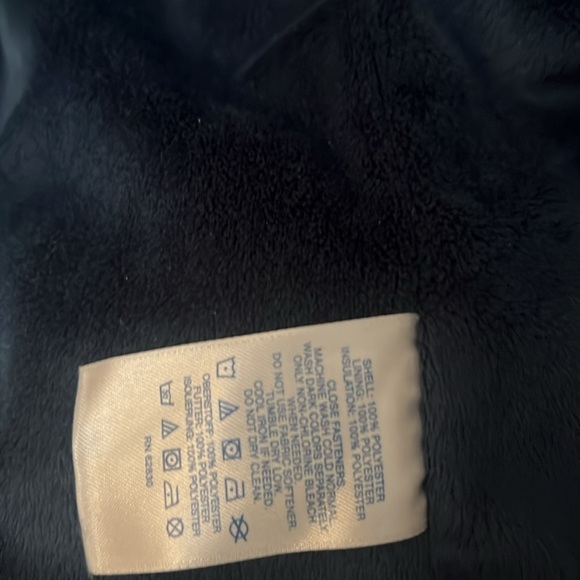 SHELL: 100% POLYESTER
LINING: 100% POLYESTER
INSULATION: 100% POLYESTER
CLOSE FASTENERS.
MACHINE WASH COLD NORMAL.
WASH DARK COLORS SEPARATELY.
ONLY NON-CHLORINE BLEACH
WHEN NEEDED.
DO NOT USE FABRIC SOFTENER.
TUMBLE DRY LOW.
COOL IRON IF NEEDED.
DO NOT DRY CLEAN.
OBERSTOFF: 100% POLYESTER
FUTTER: 100% POLYESTER
ISOLIERUNG: 100% POLYESTER
RN 62830